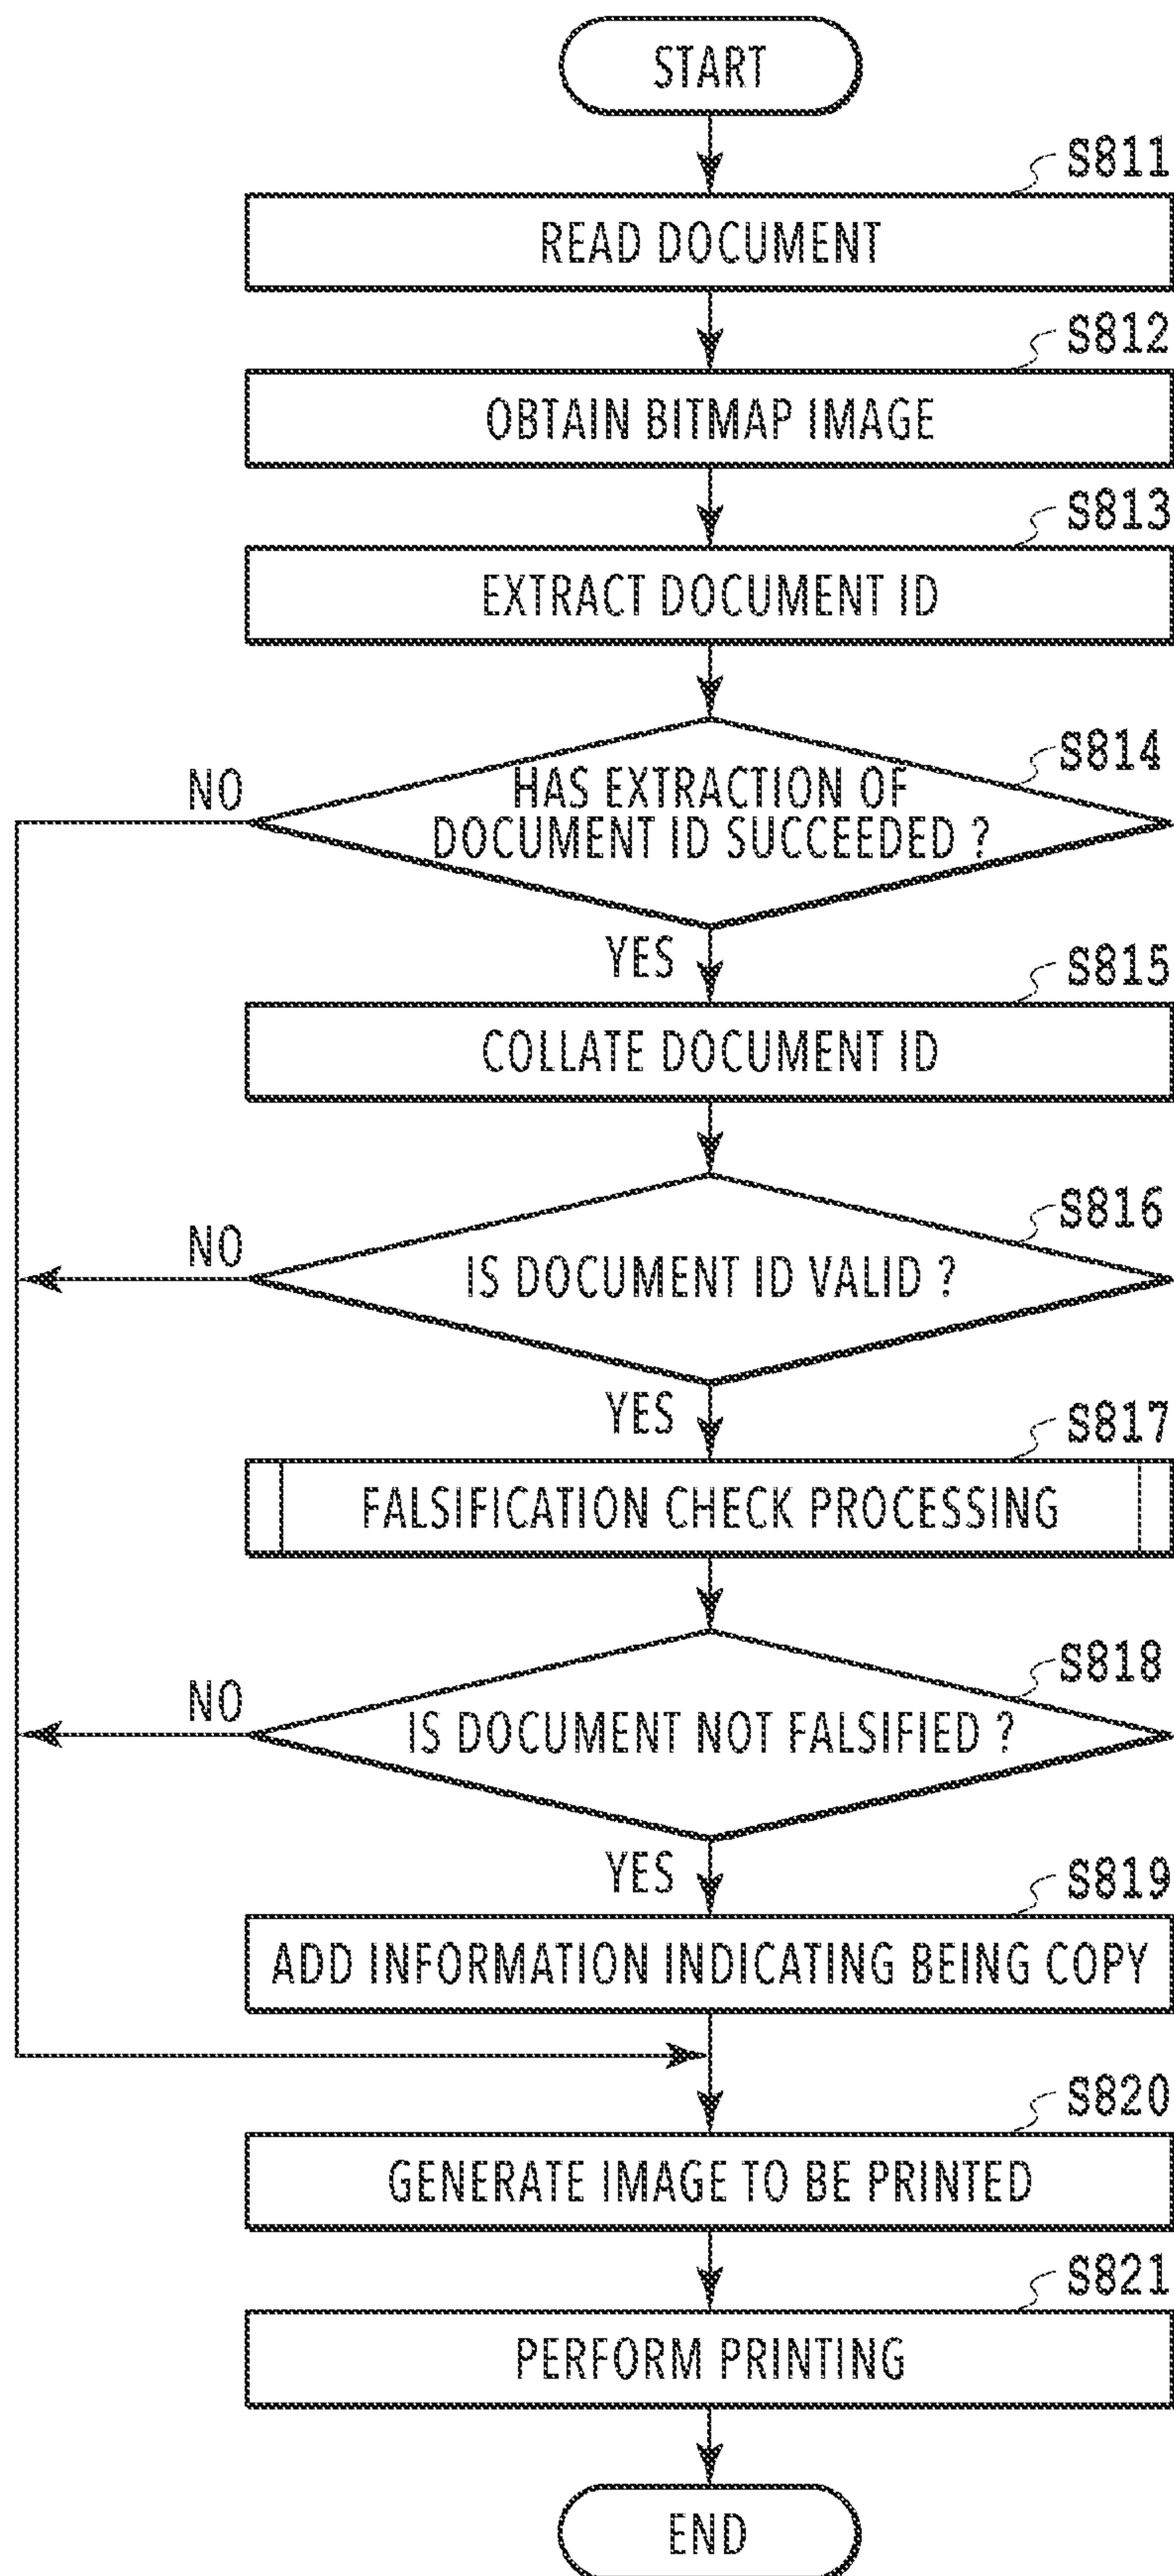 START
S811
READ DOCUMENT
S812
OBTAIN BITMAP IMAGE
S813
EXTRACT DOCUMENT ID
S814
NO
HAS EXTRACTION OF
DOCUMENT ID SUCCEEDED ?
YES
S815
COLLATE DOCUMENT ID
S816
NO
IS DOCUMENT ID VALID ?
YES
S817
FALSIFICATION CHECK PROCESSING
S818
NO
IS DOCUMENT NOT FALSIFIED ?
YES
S819
ADD INFORMATION INDICATING BEING COPY
S820
GENERATE IMAGE TO BE PRINTED
S821
PERFORM PRINTING
END